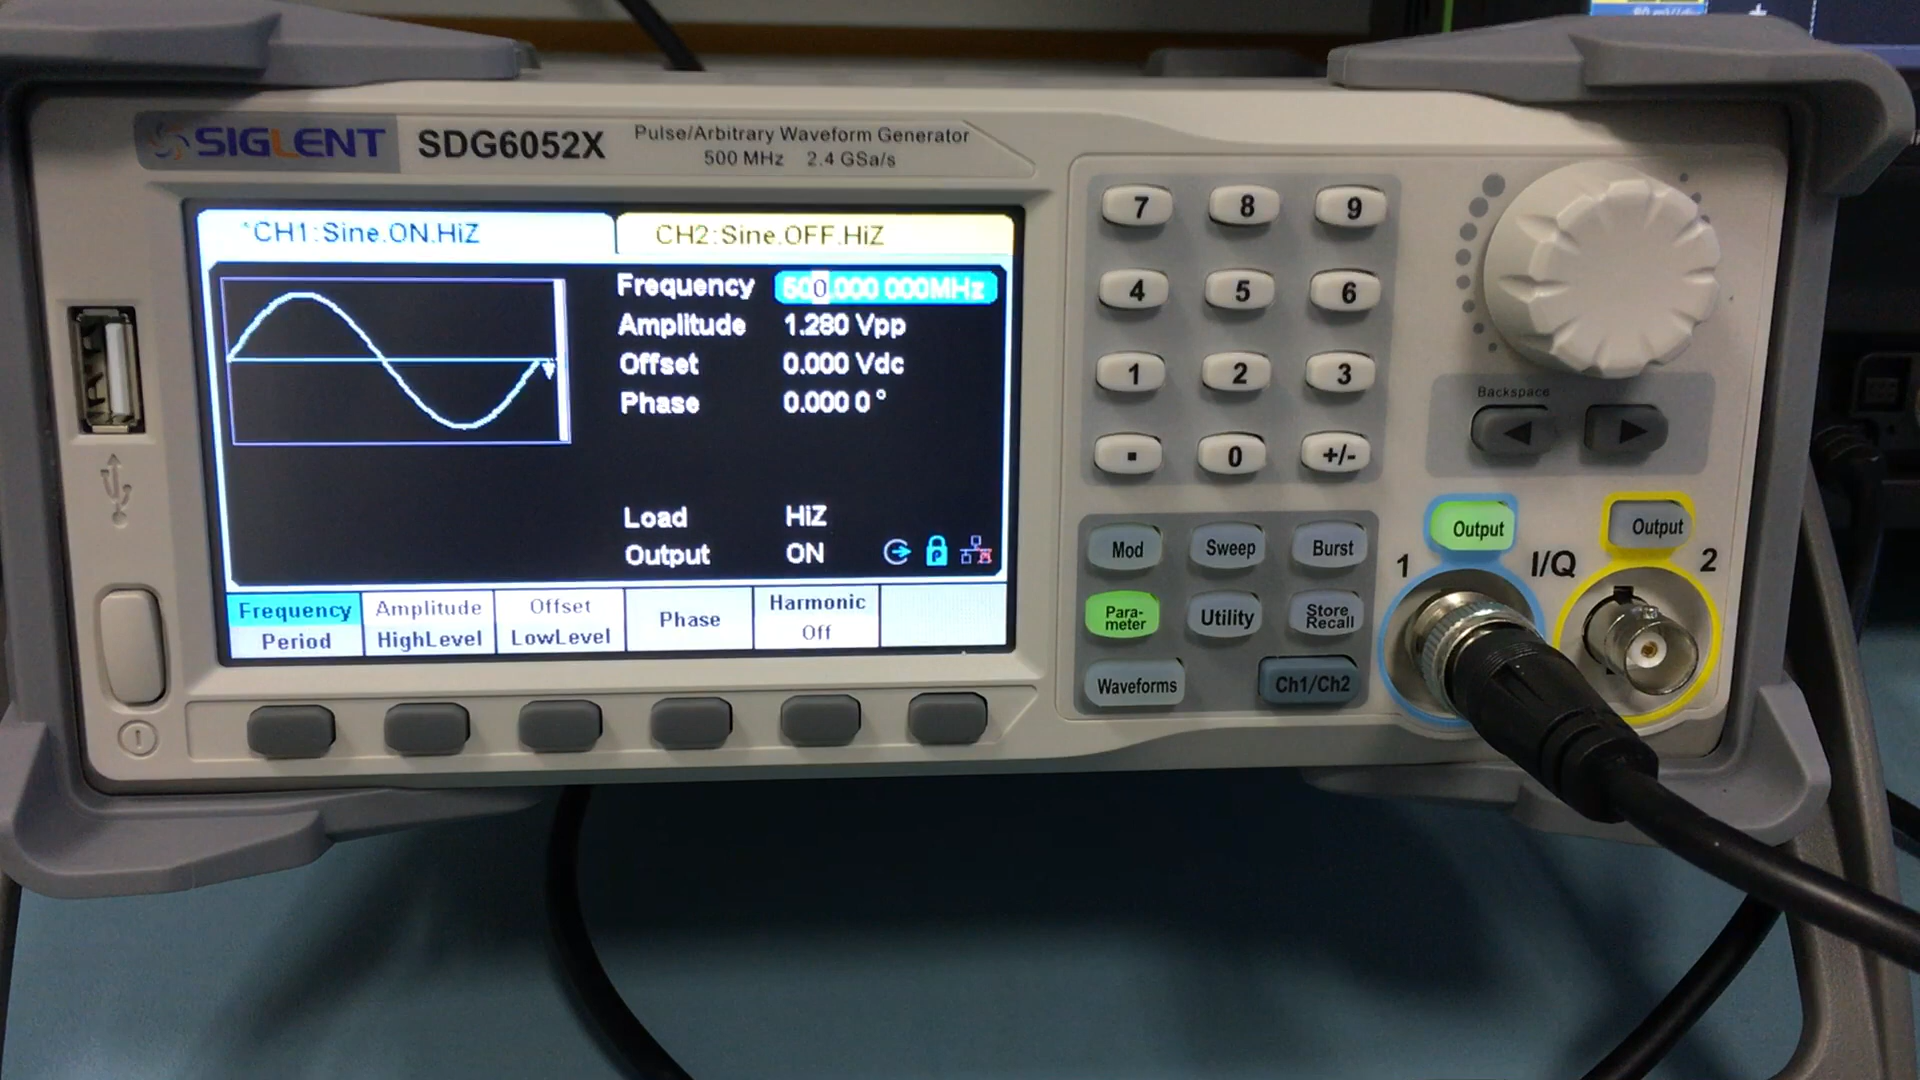 SIGLENT SDG6052X
Pulse/Arbitrary Waveform Generator
500 MHz 2.4 GSa/s
*CH1:Sine.ON.HiZ
CH2:Sine.OFF.HiZ
Frequency 500.000 000MHz
Amplitude 1.280 Vpp
Offset 0.000 Vdc
Phase 0.000 0 °
Load HiZ
Output ON
Frequency
Period
Amplitude
HighLevel
Offset
LowLevel
Phase
Harmonic
Off
7 8 9
4 5 6
1 2 3
. 0 +/-
Backspace
Mod Sweep Burst
Para-
meter
Utility
Store
Recall
Waveforms Ch1/Ch2
Output
Output
1 I/Q 2